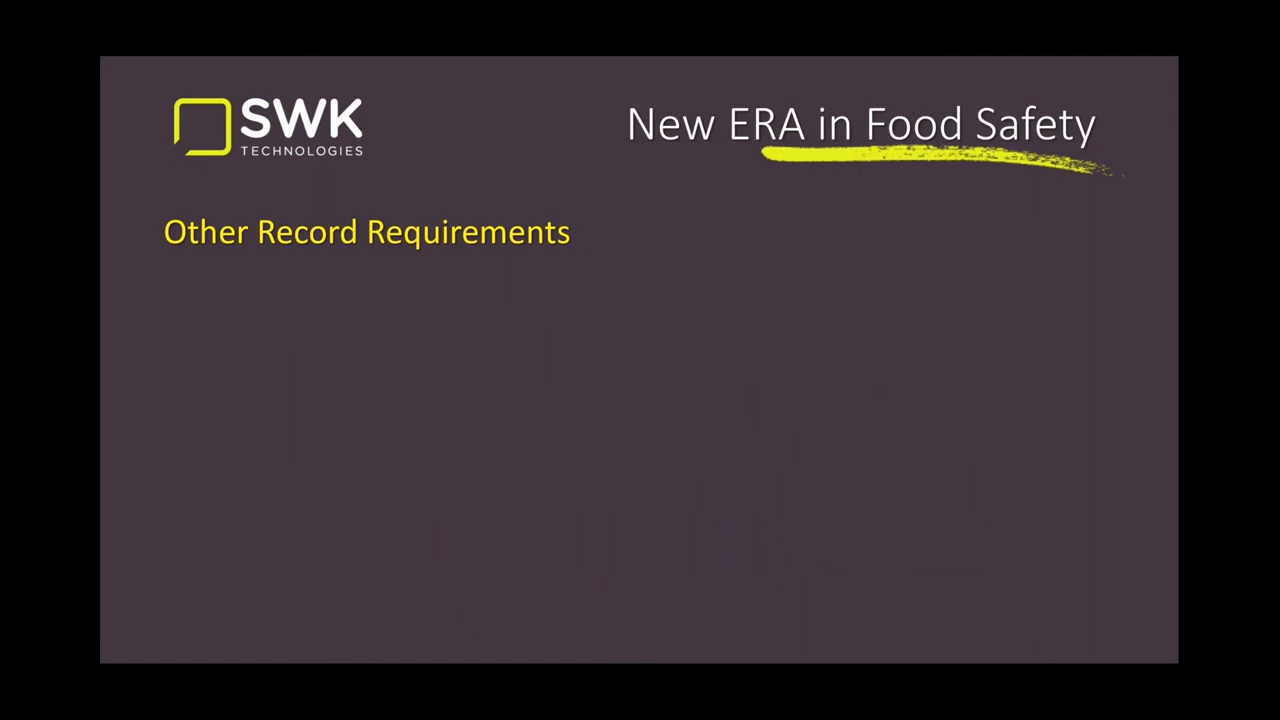 SWK
TECHNOLOGIES
New ERA in Food Safety
Other Record Requirements